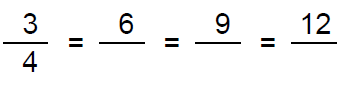 3 6 9 12
— = — = — = —
4